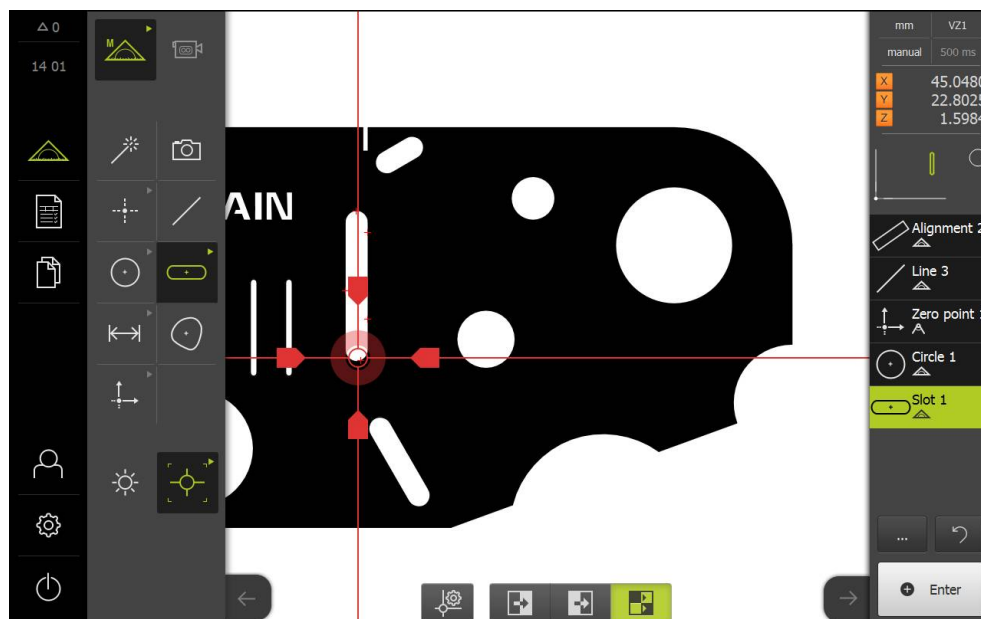 0
14 01
M
AIN
mm VZ1
manual 500 ms
X 45.0480
Y 22.8025
Z 1.5984
Alignment 2
Line 3
Zero point 1
Circle 1
Slot 1
...
Enter